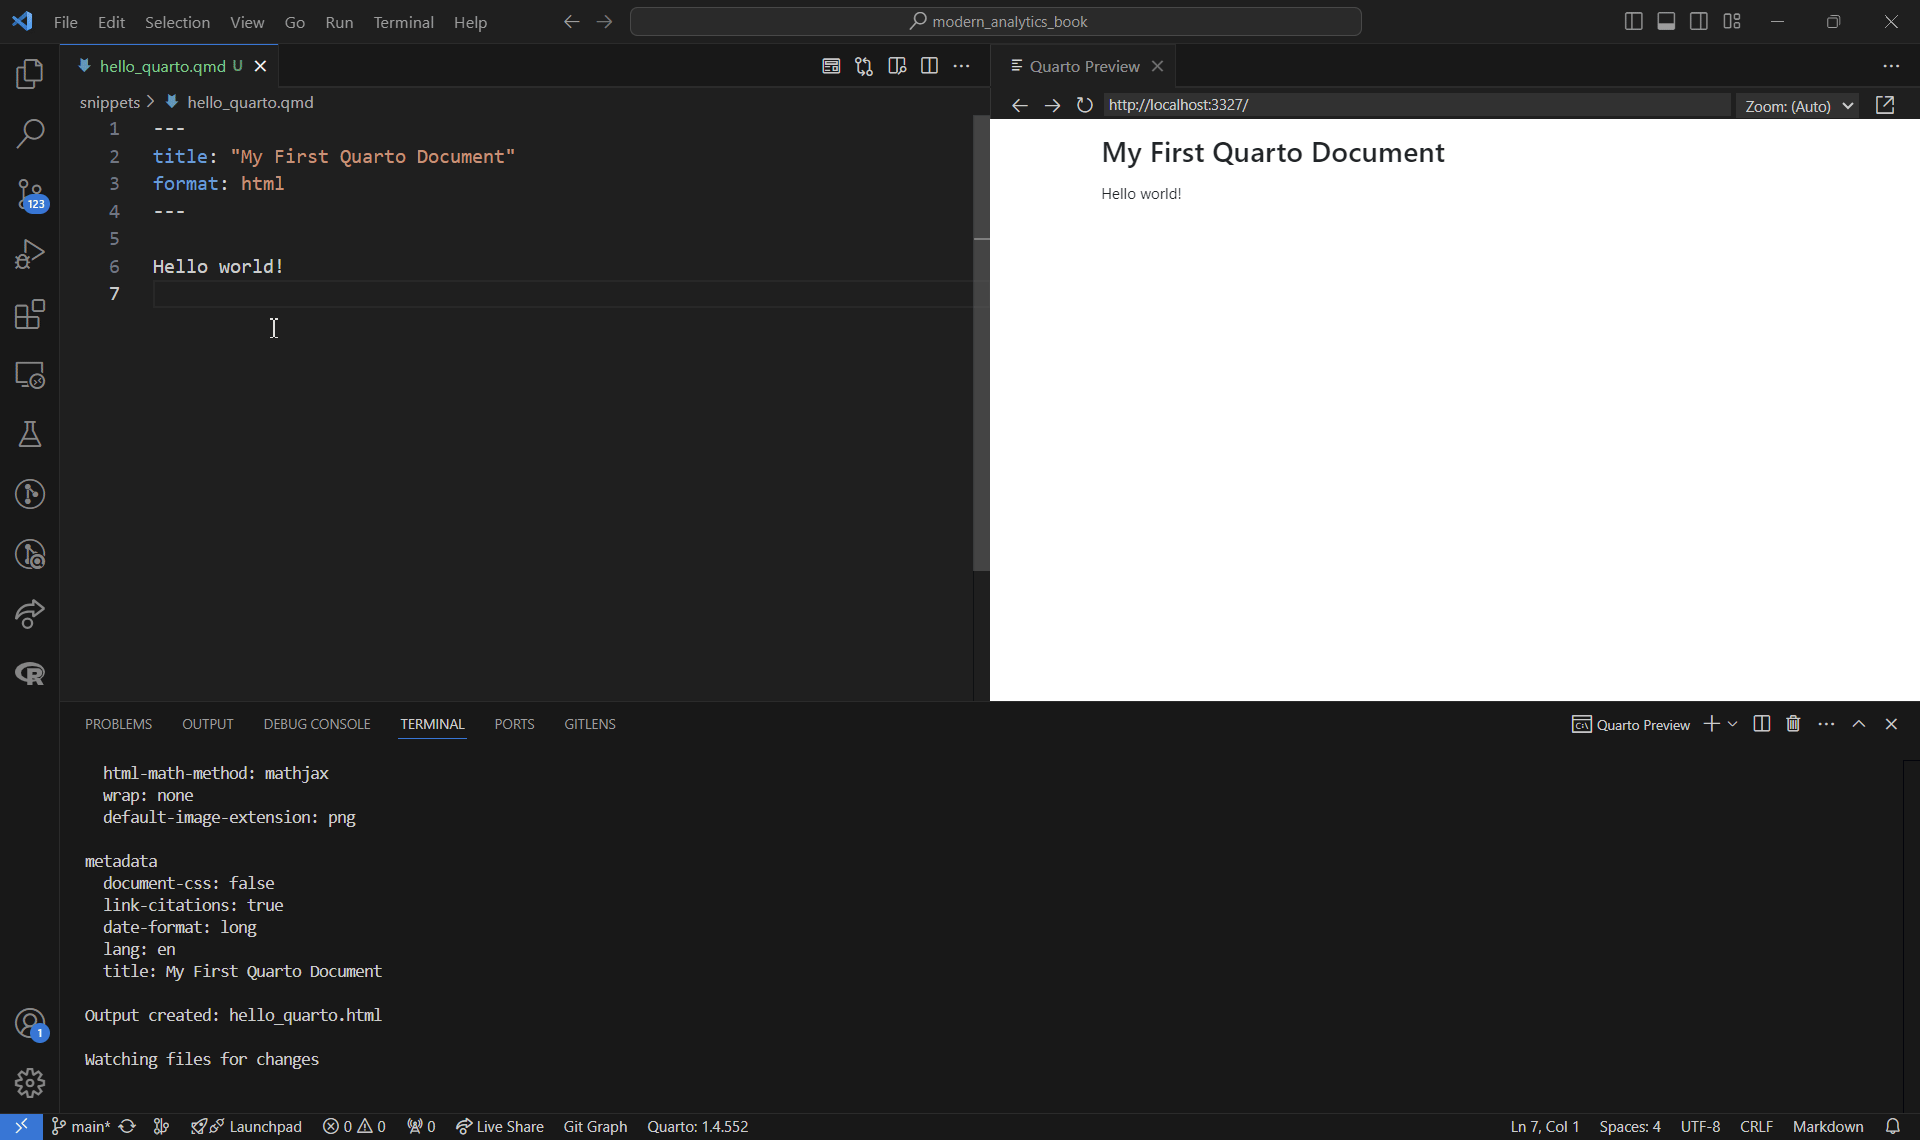 File Edit Selection View Go Run Terminal Help modern_analytics_book
hello_quarto.qmd U
snippets > hello_quarto.qmd
1 ---
2 title: "My First Quarto Document"
3 format: html
4 ---
5
6 Hello world!
7
Quarto Preview
http://localhost:3327/ Zoom: (Auto)
My First Quarto Document
Hello world!
123
PROBLEMS OUTPUT DEBUG CONSOLE TERMINAL PORTS GITLENS Quarto Preview
html-math-method: mathjax
wrap: none
default-image-extension: png
metadata
document-css: false
link-citations: true
date-format: long
lang: en
title: My First Quarto Document
Output created: hello_quarto.html
Watching files for changes
1
main* Launchpad 0 0 0 Live Share Git Graph Quarto: 1.4.552 Ln 7, Col 1 Spaces: 4 UTF-8 CRLF Markdown